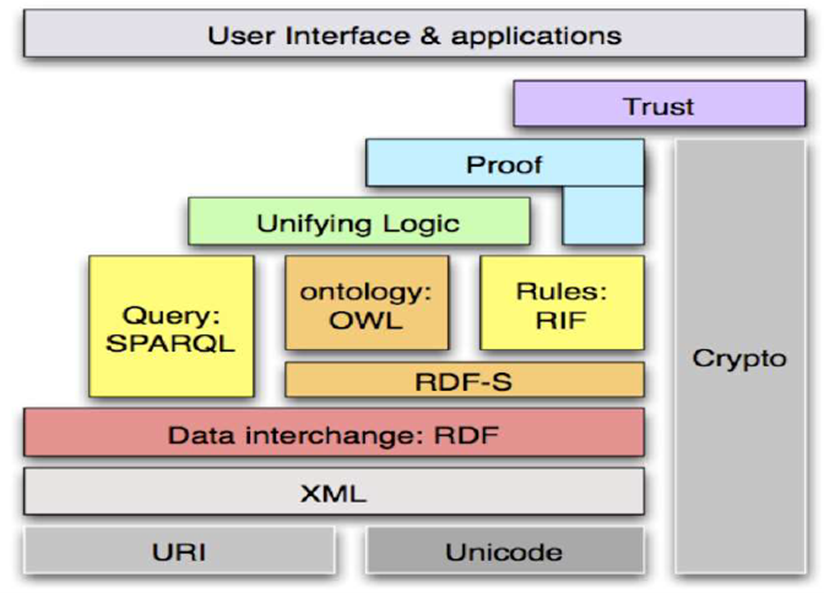 User Interface & applications
Trust
Proof
Unifying Logic
Query:
SPARQL
ontology:
OWL
Rules:
RIF
Crypto
RDF-S
Data interchange: RDF
XML
URI
Unicode